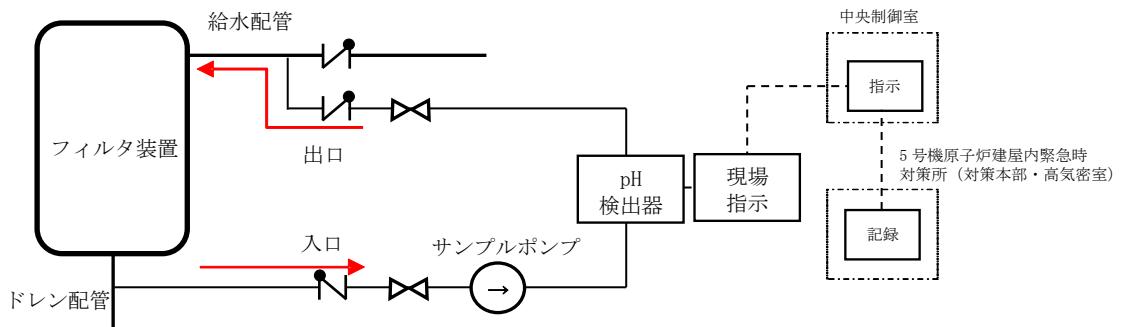 給水配管
中央制御室
指示
フィルタ装置
出口
5 号機原子炉建屋内緊急時
対策所（対策本部・高気密室）
pH
検出器
現場
指示
記録
入口
サンプルポンプ
ドレン配管